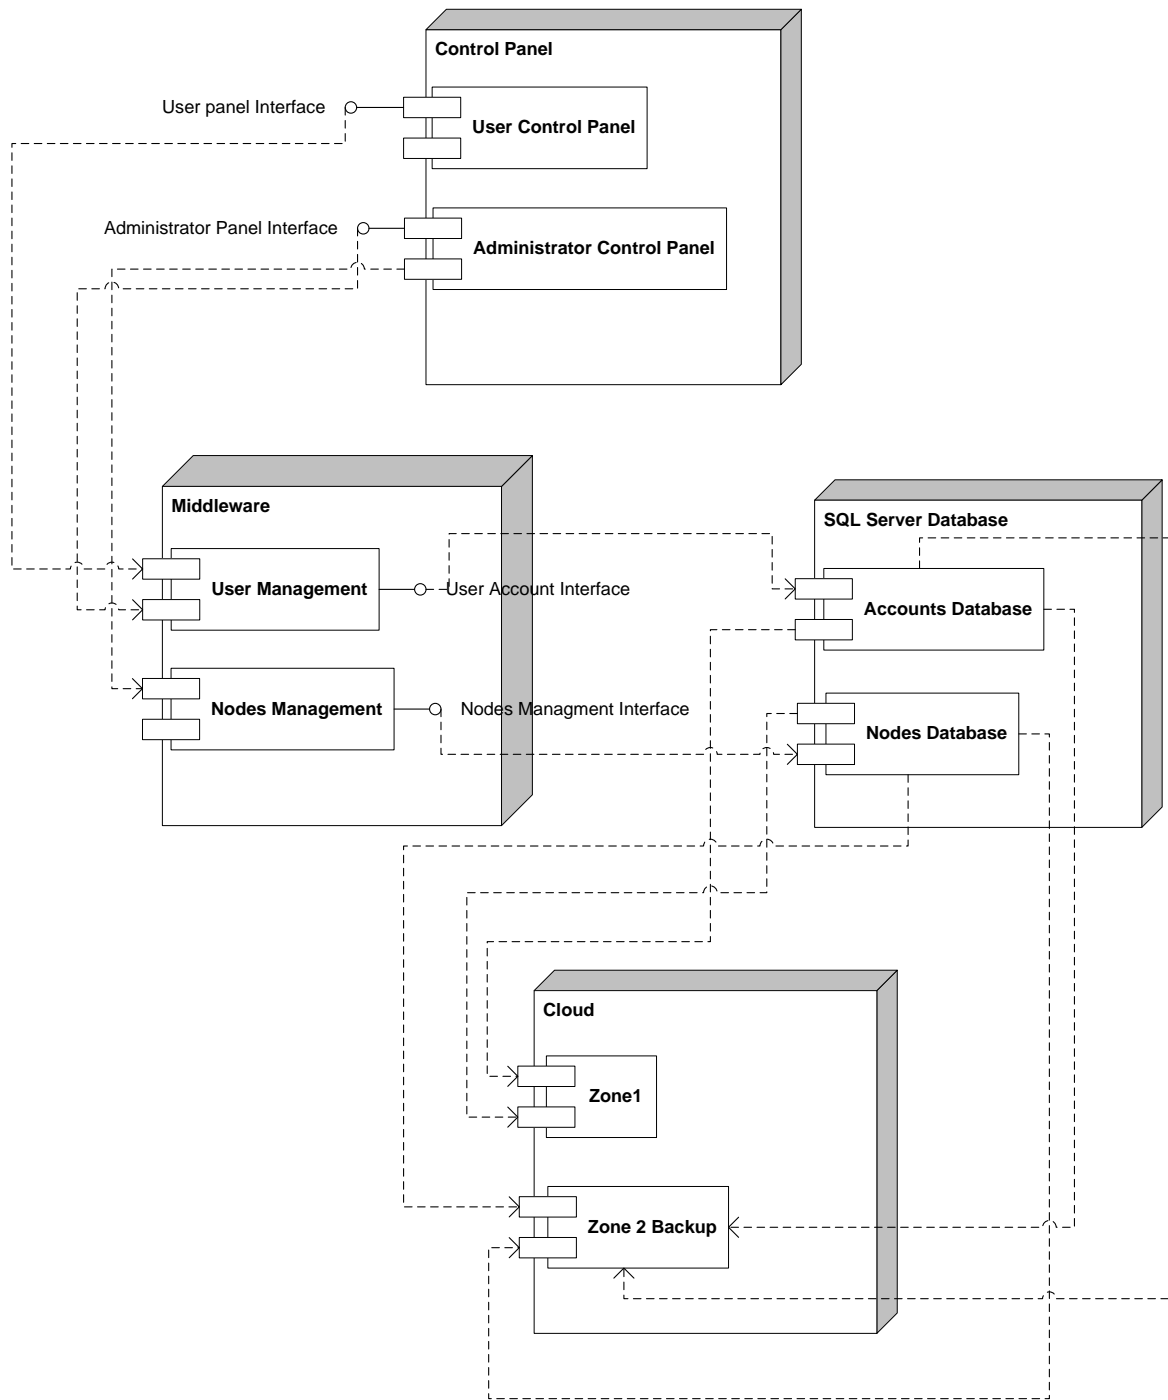 Control Panel
User panel Interface
User Control Panel
Administrator Panel Interface
Administrator Control Panel
Middleware
SQL Server Database
User Management
User Account Interface
Accounts Database
Nodes Management
Nodes Managment Interface
Nodes Database
Cloud
Zone1
Zone 2 Backup